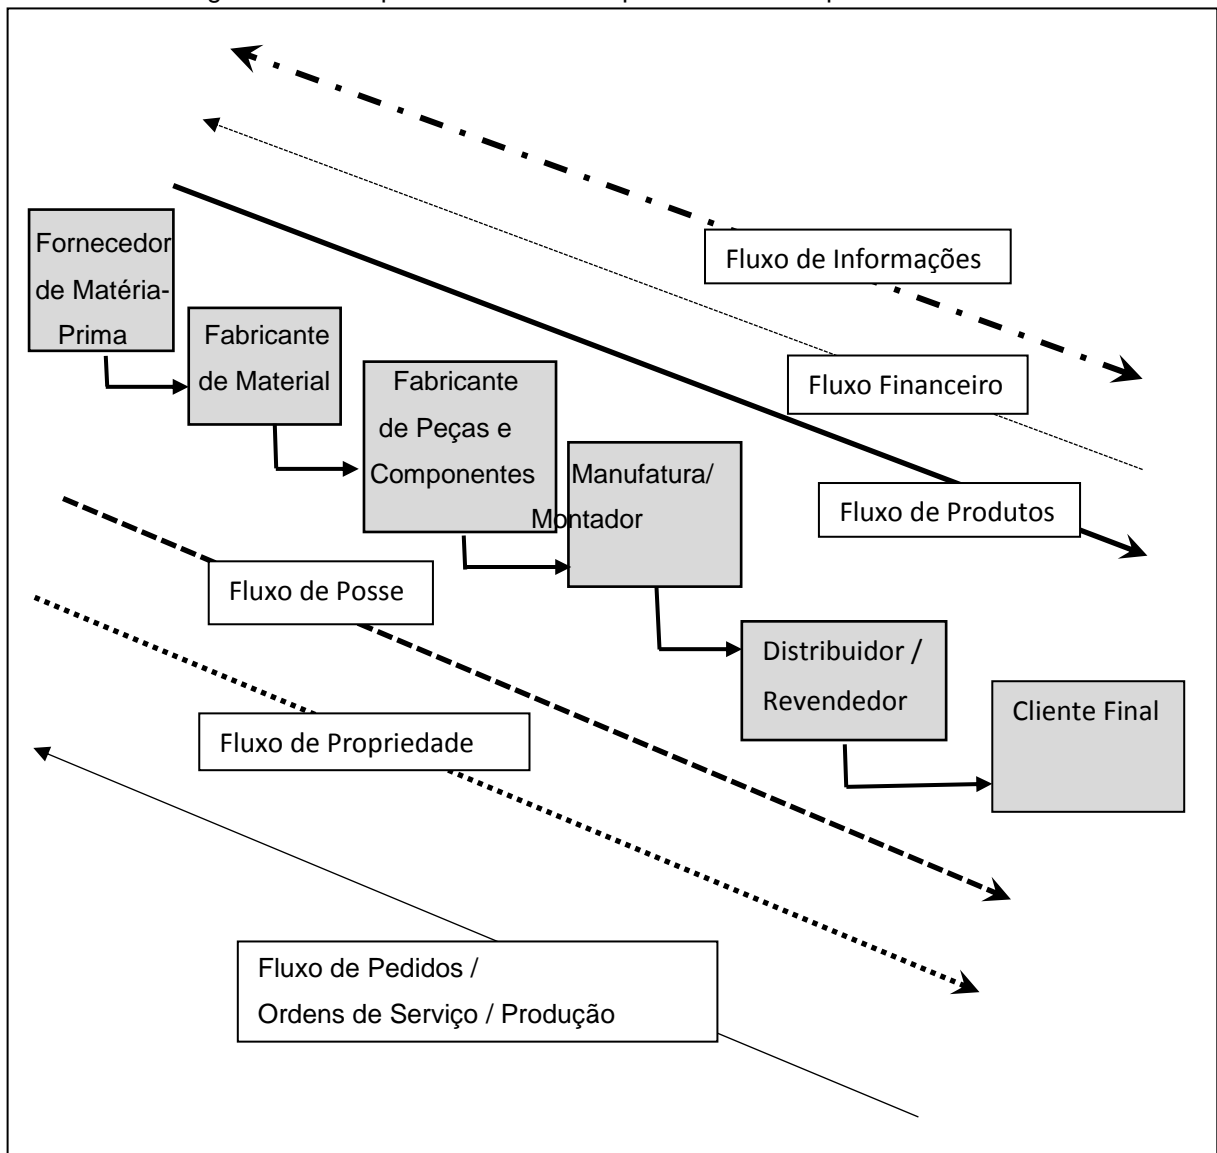 Fluxo de Informações
Fornecedor
de Matéria-
Prima
Fabricante
de Material
Fluxo Financeiro
Fabricante
de Peças e
Componentes
Manufatura/
Montador
Fluxo de Produtos
Fluxo de Posse
Distribuidor /
Revendedor
Cliente Final
Fluxo de Propriedade
Fluxo de Pedidos /
Ordens de Serviço / Produção